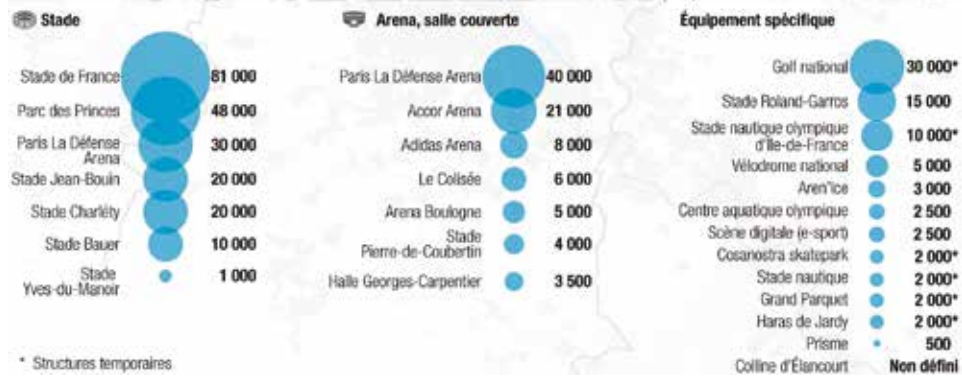 Stade
Stade de France 81 000
Parc des Princes 48 000
Paris La Défense
Arena 30 000
Stade Jean-Bouin 20 000
Stade Charléty 20 000
Stade Bauer 10 000
Stade
Yves-du-Manoir 1 000
* Structures temporaires
Arena, salle couverte
Paris La Défense Arena 40 000
Accor Arena 21 000
Adidas Arena 8 000
Le Colisée 6 000
Arena Boulogne 5 000
Stade
Pierre-de-Coubertin 4 000
Halle Georges-Carpentier 3 500
Équipement spécifique
Golf national 30 000*
Stade Roland-Garros 15 000
Stade nautique olympique
d'Île-de-France 10 000*
Vélodrome national 5 000
Aren'ice 3 000
Centre aquatique olympique 2 500
Scène digitale (e-sport) 2 500
Cosanostra skatepark 2 000*
Stade nautique 2 000*
Grand Parquet 2 000*
Haras de Jardy 2 000*
Prisme 500
Colline d'Élancourt Non défini